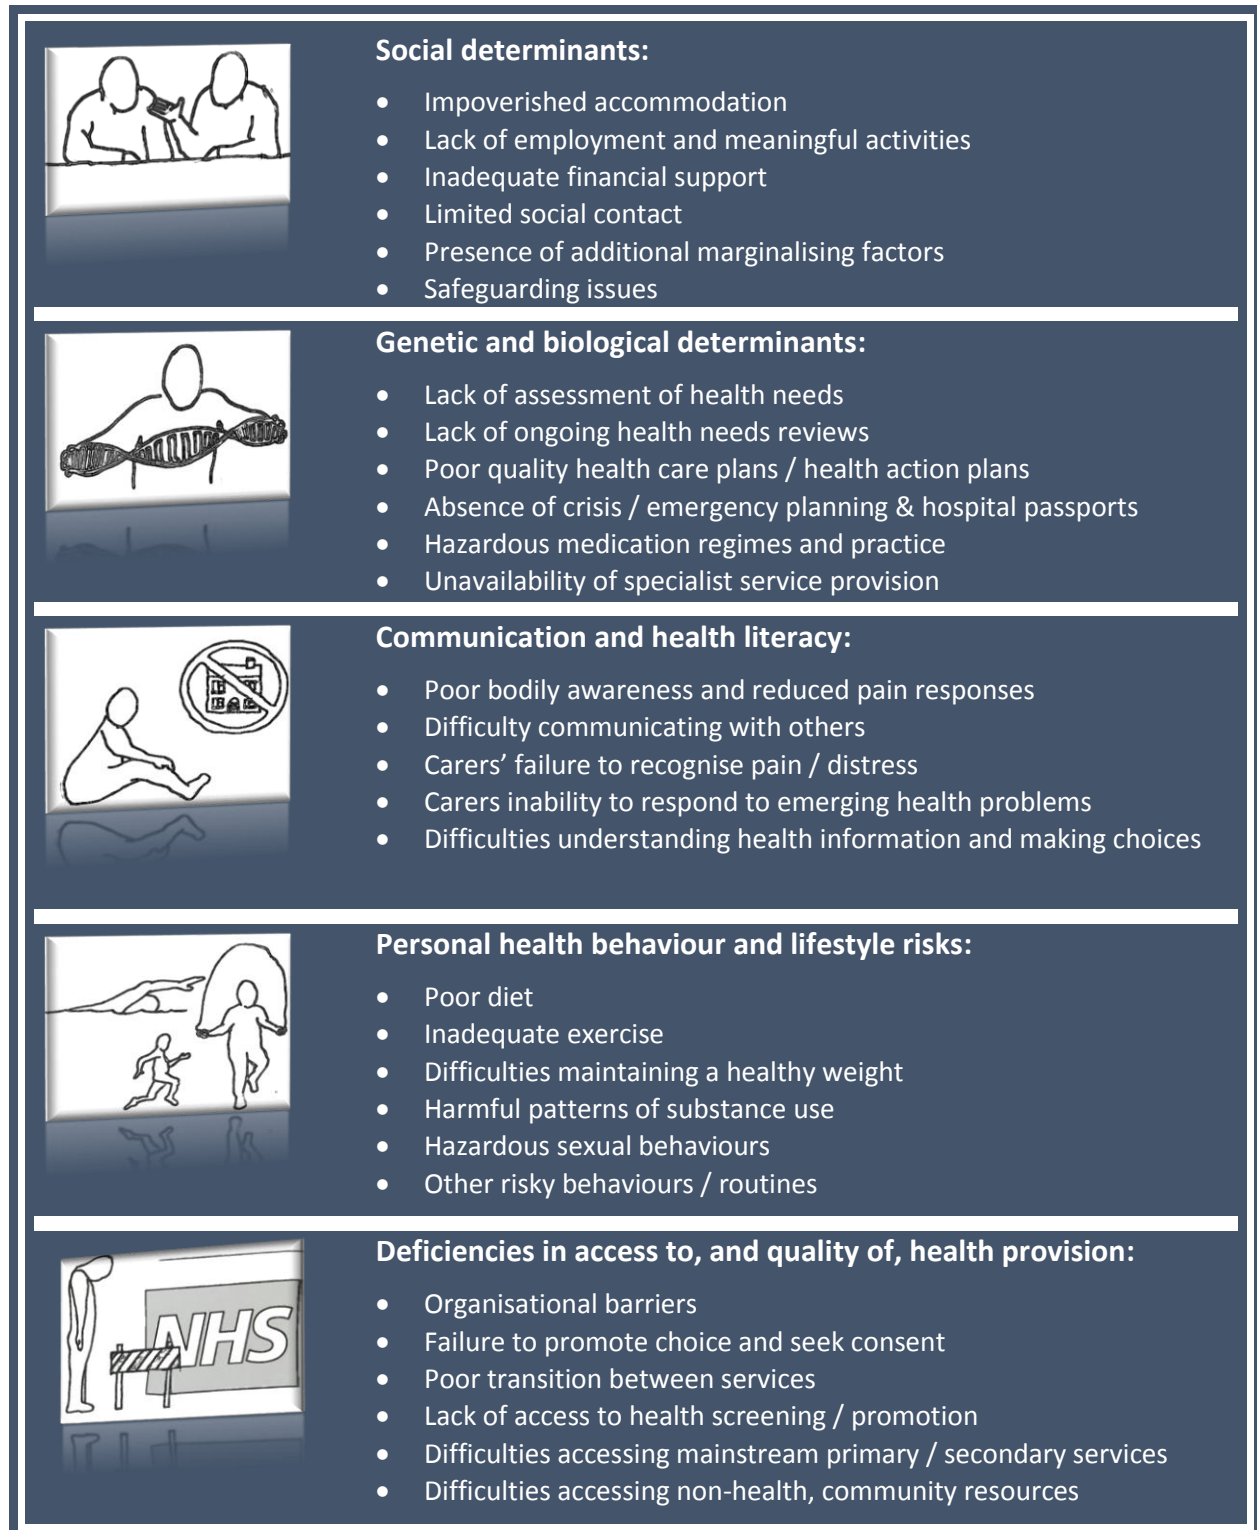 Social determinants:
• Impoverished accommodation
• Lack of employment and meaningful activities
• Inadequate financial support
• Limited social contact
• Presence of additional marginalising factors
• Safeguarding issues
Genetic and biological determinants:
• Lack of assessment of health needs
• Lack of ongoing health needs reviews
• Poor quality health care plans / health action plans
• Absence of crisis / emergency planning & hospital passports
• Hazardous medication regimes and practice
• Unavailability of specialist service provision
Communication and health literacy:
• Poor bodily awareness and reduced pain responses
• Difficulty communicating with others
• Carers’ failure to recognise pain / distress
• Carers inability to respond to emerging health problems
• Difficulties understanding health information and making choices
Personal health behaviour and lifestyle risks:
• Poor diet
• Inadequate exercise
• Difficulties maintaining a healthy weight
• Harmful patterns of substance use
• Hazardous sexual behaviours
• Other risky behaviours / routines
NHS
Deficiencies in access to, and quality of, health provision:
• Organisational barriers
• Failure to promote choice and seek consent
• Poor transition between services
• Lack of access to health screening / promotion
• Difficulties accessing mainstream primary / secondary services
• Difficulties accessing non-health, community resources